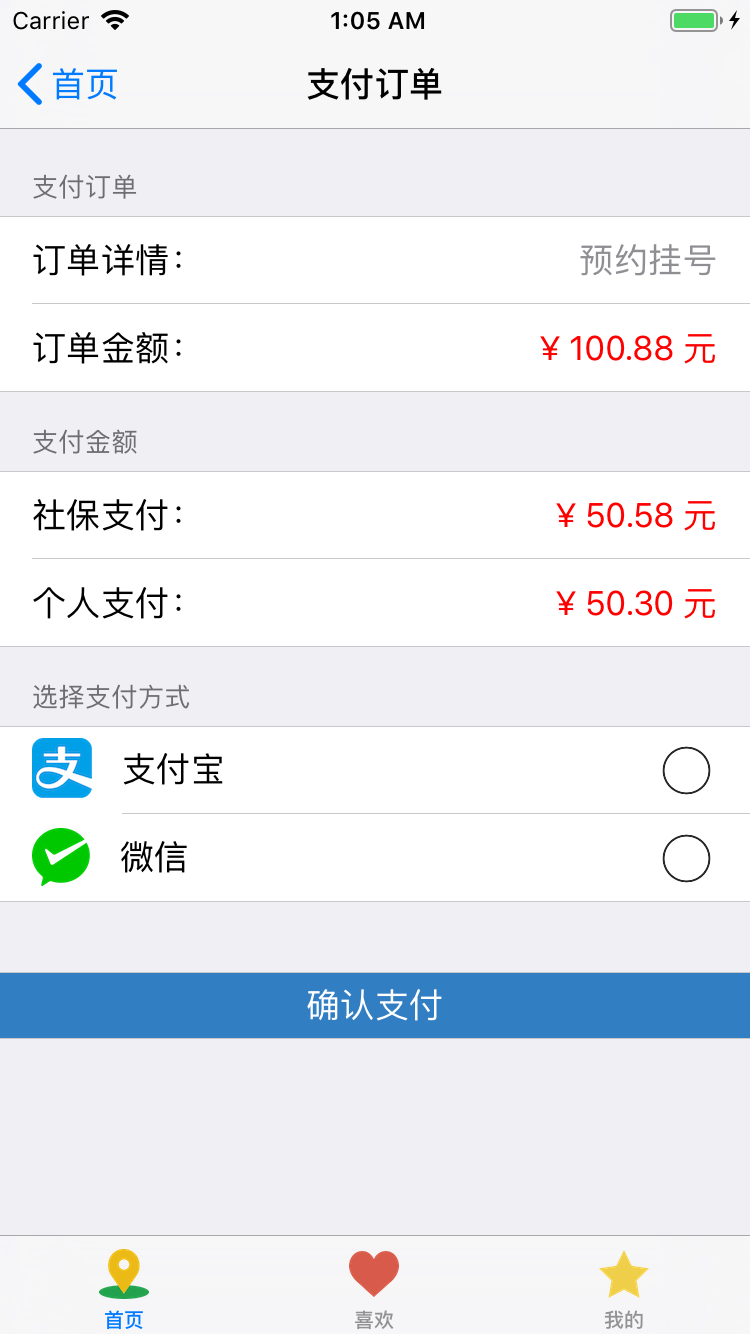 Carrier 1:05 AM
首页 支付订单
支付订单
订单详情： 预约挂号
订单金额： ¥ 100.88 元
支付金额
社保支付： ¥ 50.58 元
个人支付： ¥ 50.30 元
选择支付方式
支 支付宝
微信
确认支付
首页 喜欢 我的